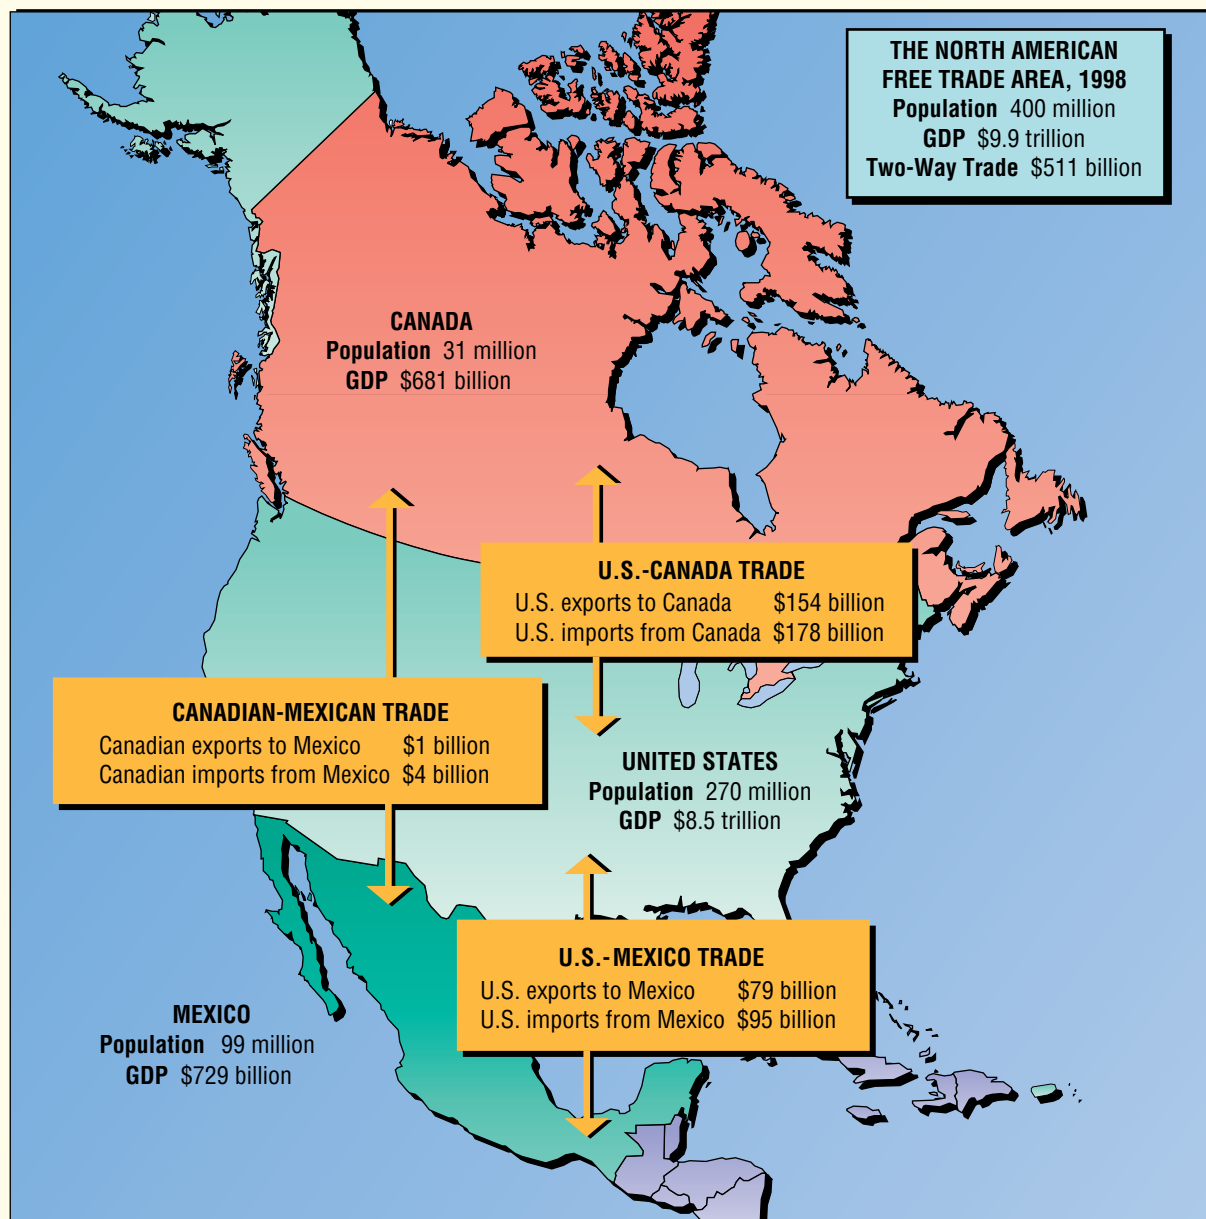 THE NORTH AMERICAN
FREE TRADE AREA, 1998
Population 400 million
GDP $9.9 trillion
Two-Way Trade $511 billion
CANADA
Population 31 million
GDP $681 billion
U.S.-CANADA TRADE
U.S. exports to Canada $154 billion
U.S. imports from Canada $178 billion
CANADIAN-MEXICAN TRADE
Canadian exports to Mexico $1 billion
Canadian imports from Mexico $4 billion
UNITED STATES
Population 270 million
GDP $8.5 trillion
U.S.-MEXICO TRADE
U.S. exports to Mexico $79 billion
U.S. imports from Mexico $95 billion
MEXICO
Population 99 million
GDP $729 billion